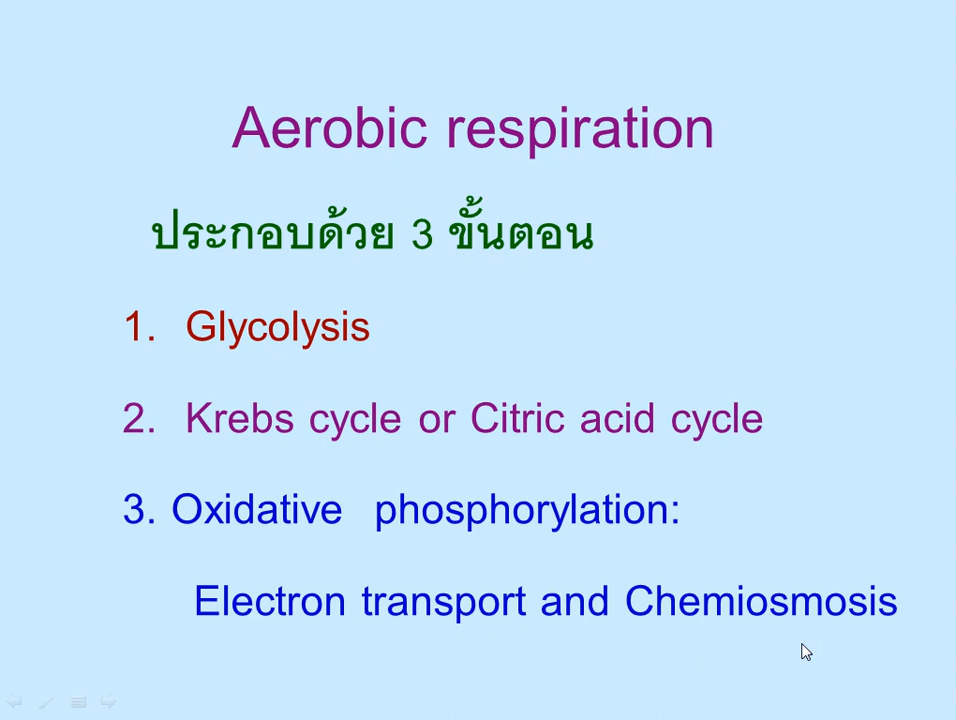 Aerobic respiration
ประกอบด้วย 3 ขั้นตอน
1. Glycolysis
2. Krebs cycle or Citric acid cycle
3. Oxidative phosphorylation:
Electron transport and Chemiosmosis